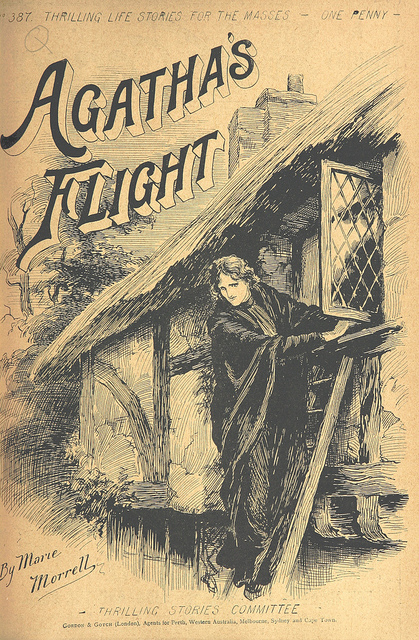 No 387. THRILLING LIFE STORIES FOR THE MASSES – ONE PENNY –
AGATHA'S
FLIGHT
By Marie
Morrell
- THRILLING STORIES COMMITTEE -
GORDON & GOTCH (London), Agents for Perth, Western Australia, Melbourne, Sydney and Cape Town.